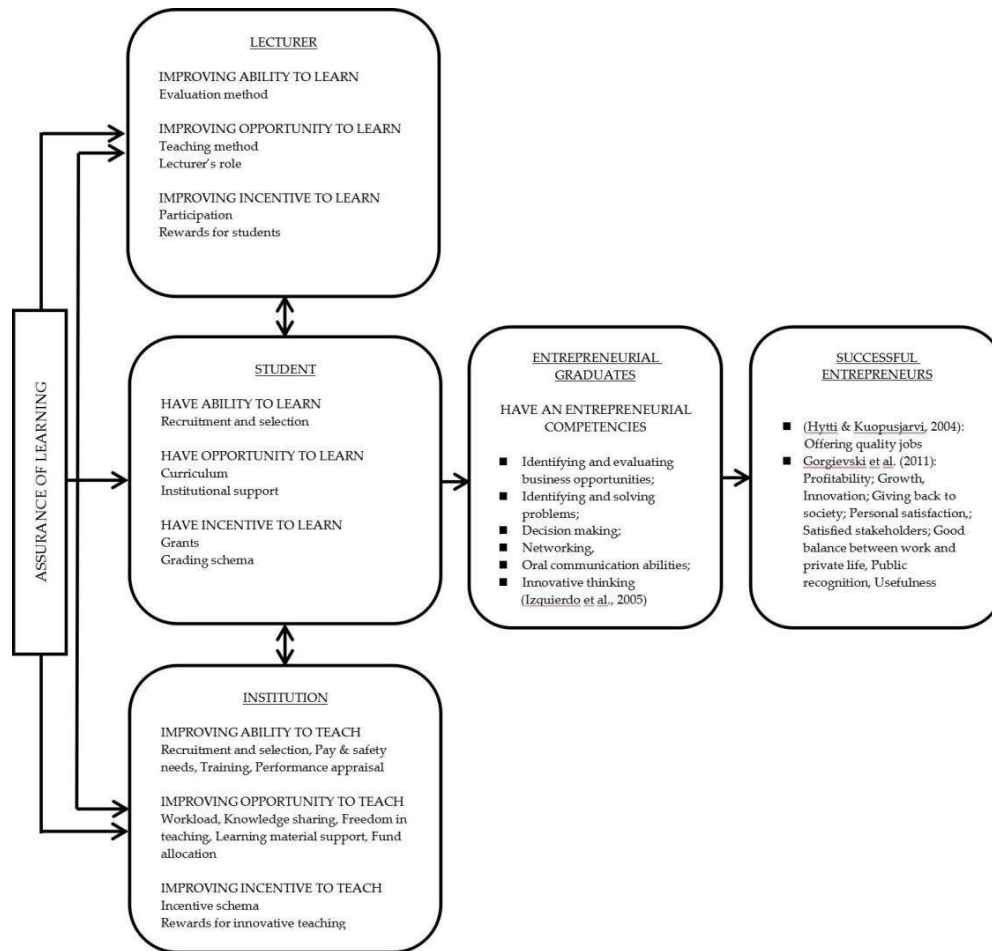 ASSURANCE OF LEARNING
LECTURER
IMPROVING ABILITY TO LEARN
Evaluation method
IMPROVING OPPORTUNITY TO LEARN
Teaching method
Lecturer's role
IMPROVING INCENTIVE TO LEARN
Participation
Rewards for students
STUDENT
HAVE ABILITY TO LEARN
Recruitment and selection
HAVE OPPORTUNITY TO LEARN
Curriculum
Institutional support
HAVE INCENTIVE TO LEARN
Grants
Grading schema
INSTITUTION
IMPROVING ABILITY TO TEACH
Recruitment and selection, Pay & safety
needs, Training, Performance appraisal
IMPROVING OPPORTUNITY TO TEACH
Workload, Knowledge sharing, Freedom in
teaching, Learning material support, Fund
allocation
IMPROVING INCENTIVE TO TEACH
Incentive schema
Rewards for innovative teaching
ENTREPRENEURIAL
GRADUATES
HAVE AN ENTREPRENEURIAL
COMPETENCIES
■ Identifying and evaluating
business opportunities;
■ Identifying and solving
problems;
■ Decision making;
■ Networking,
■ Oral communication abilities;
■ Innovative thinking
(Izquierdo et al., 2005)
SUCCESSFUL
ENTREPRENEURS
■ (Hytti & Kuopusjarvi, 2004):
Offering quality jobs
■ Gorgievski et al. (2011):
Profitability; Growth,
Innovation; Giving back to
society; Personal satisfaction,;
Satisfied stakeholders; Good
balance between work and
private life, Public
recognition, Usefulness